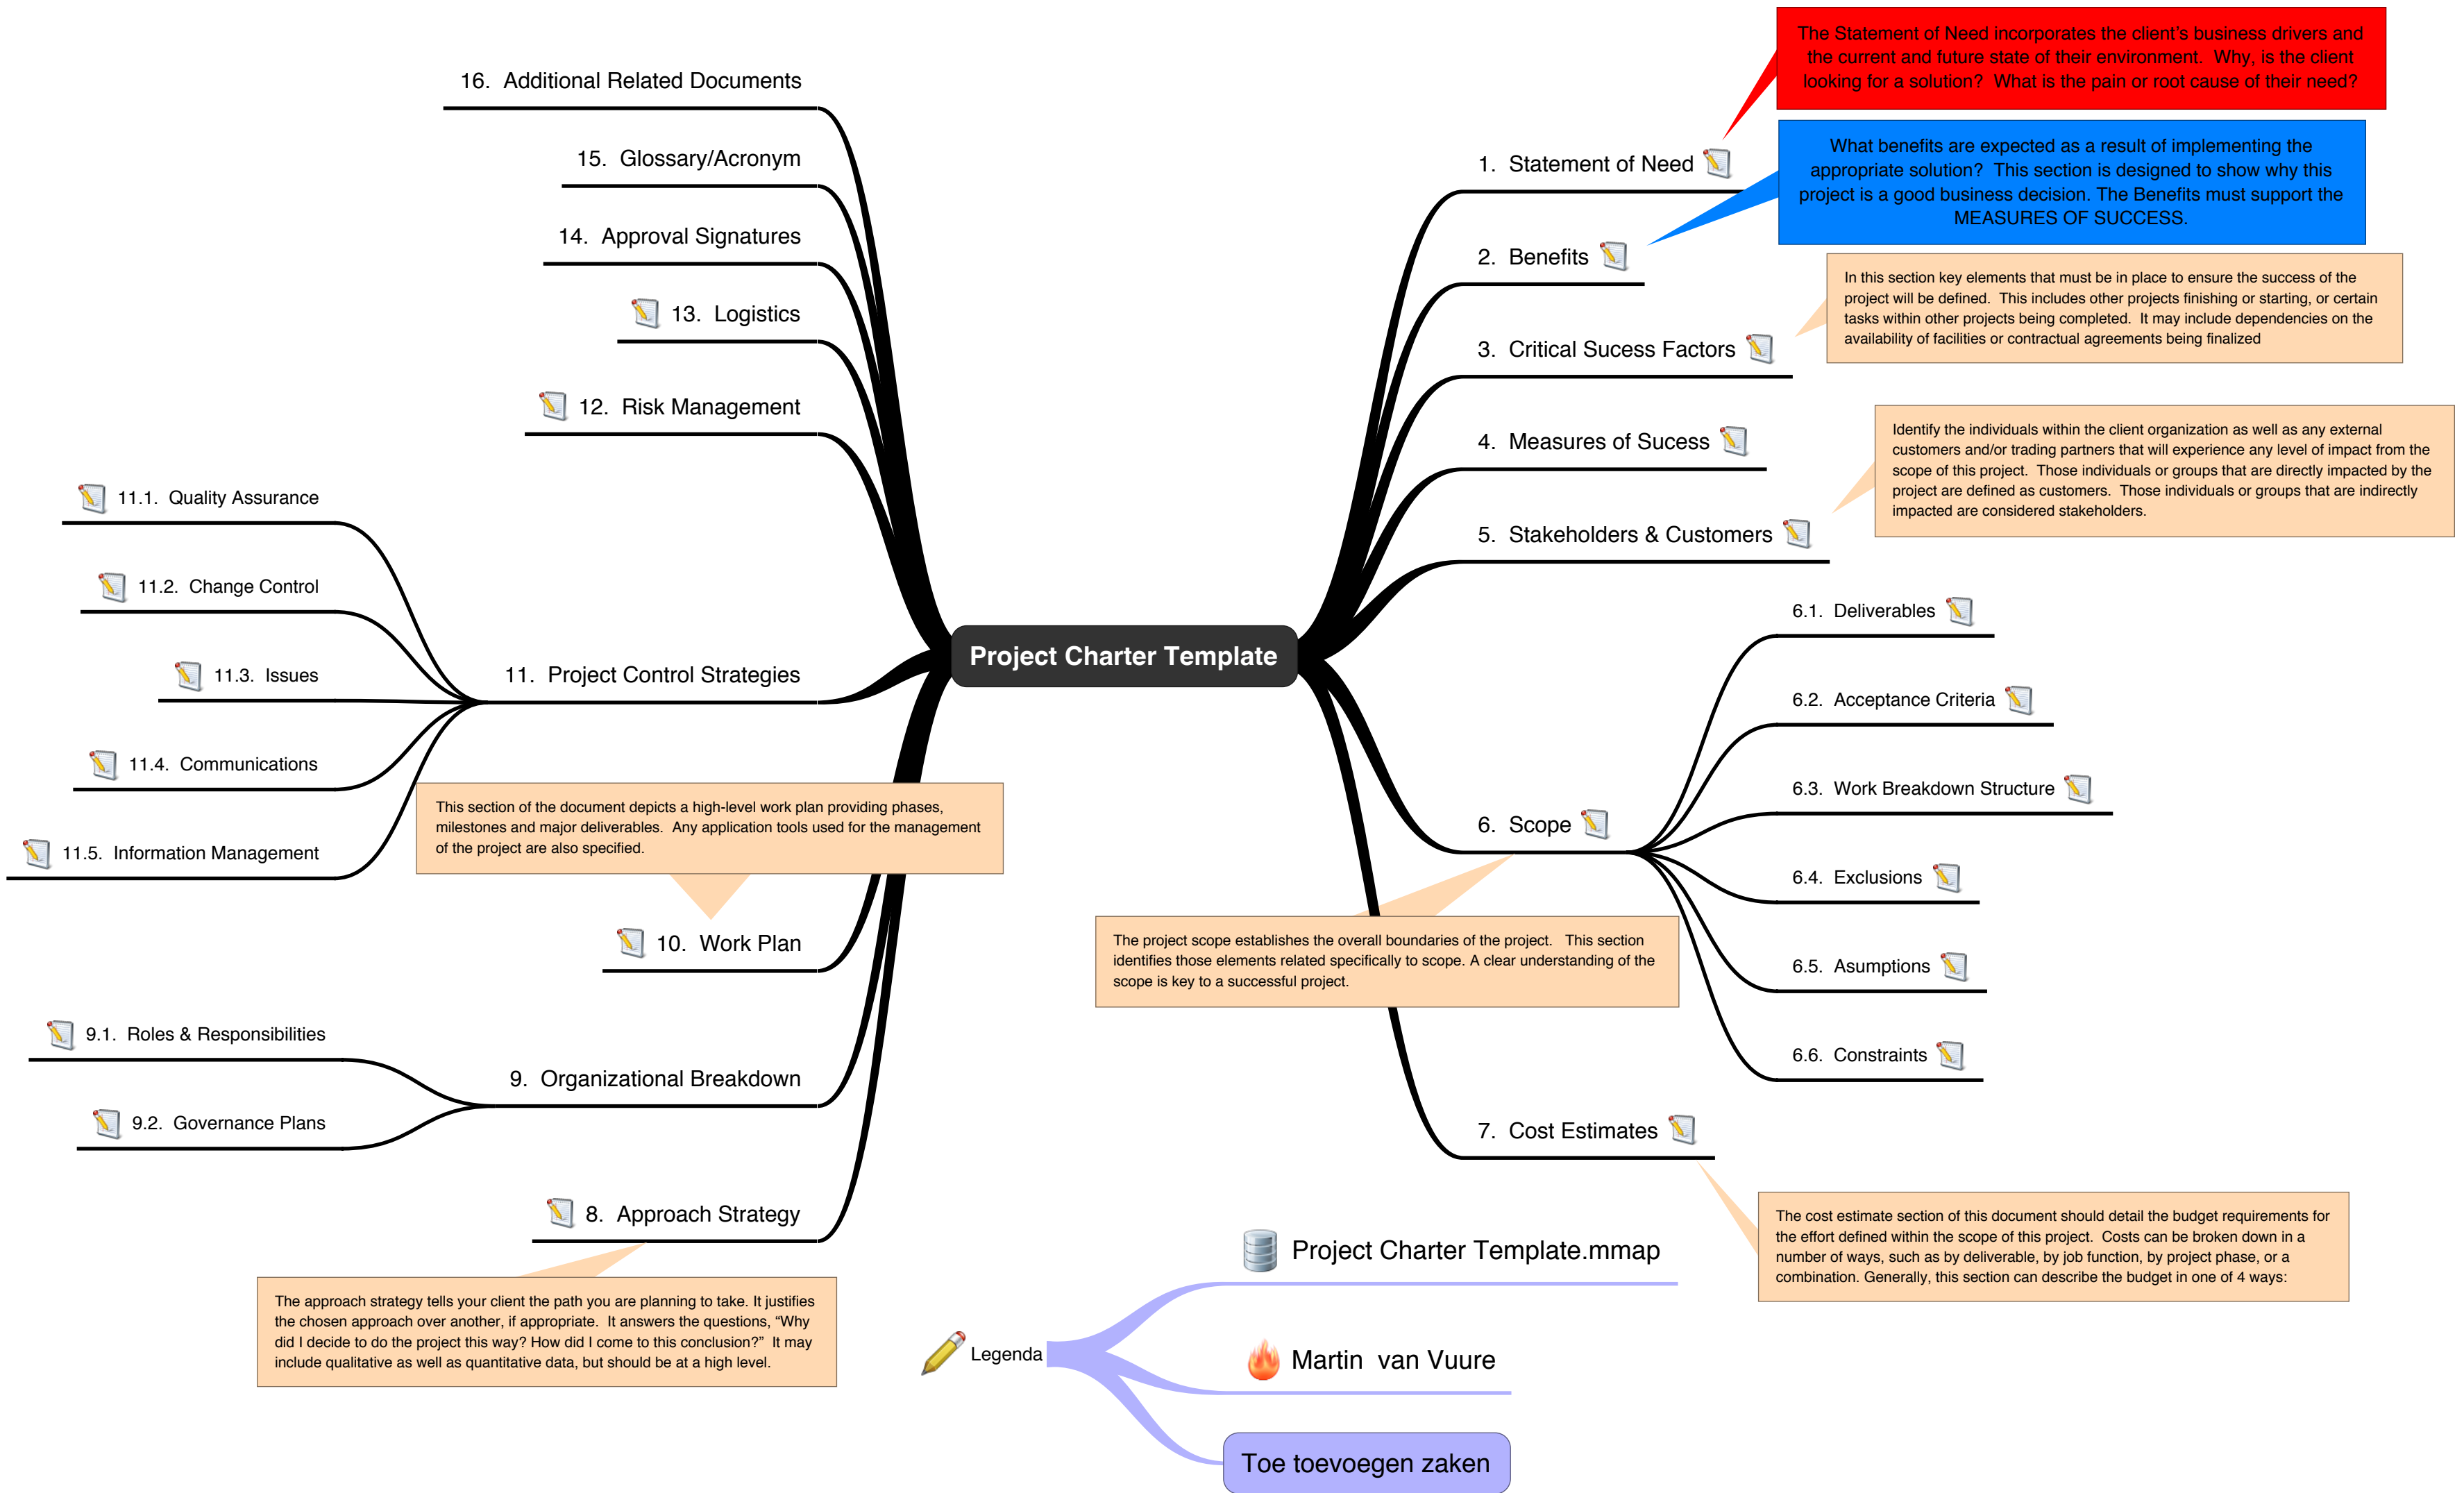 Project Charter Template
1. Statement of Need
The Statement of Need incorporates the client's business drivers and
the current and future state of their environment. Why, is the client
looking for a solution? What is the pain or root cause of their need?
2. Benefits
What benefits are expected as a result of implementing the
appropriate solution? This section is designed to show why this
project is a good business decision. The Benefits must support the
MEASURES OF SUCCESS.
3. Critical Sucess Factors
In this section key elements that must be in place to ensure the success of the
project will be defined. This includes other projects finishing or starting, or certain
tasks within other projects being completed. It may include dependencies on the
availability of facilities or contractual agreements being finalized
4. Measures of Sucess
5. Stakeholders & Customers
Identify the individuals within the client organization as well as any external
customers and/or trading partners that will experience any level of impact from the
scope of this project. Those individuals or groups that are directly impacted by the
project are defined as customers. Those individuals or groups that are indirectly
impacted are considered stakeholders.
6. Scope
The project scope establishes the overall boundaries of the project. This section
identifies those elements related specifically to scope. A clear understanding of the
scope is key to a successful project.
6.1. Deliverables
6.2. Acceptance Criteria
6.3. Work Breakdown Structure
6.4. Exclusions
6.5. Asumptions
6.6. Constraints
7. Cost Estimates
The cost estimate section of this document should detail the budget requirements for
the effort defined within the scope of this project. Costs can be broken down in a
number of ways, such as by deliverable, by job function, by project phase, or a
combination. Generally, this section can describe the budget in one of 4 ways:
8. Approach Strategy
The approach strategy tells your client the path you are planning to take. It justifies
the chosen approach over another, if appropriate. It answers the questions, “Why
did I decide to do the project this way? How did I come to this conclusion?” It may
include qualitative as well as quantitative data, but should be at a high level.
9. Organizational Breakdown
9.1. Roles & Responsibilities
9.2. Governance Plans
10. Work Plan
This section of the document depicts a high-level work plan providing phases,
milestones and major deliverables. Any application tools used for the management
of the project are also specified.
11. Project Control Strategies
11.1. Quality Assurance
11.2. Change Control
11.3. Issues
11.4. Communications
11.5. Information Management
12. Risk Management
13. Logistics
14. Approval Signatures
15. Glossary/Acronym
16. Additional Related Documents
Legenda
Project Charter Template.mmap
Martin van Vuure
Toe toevoegen zaken